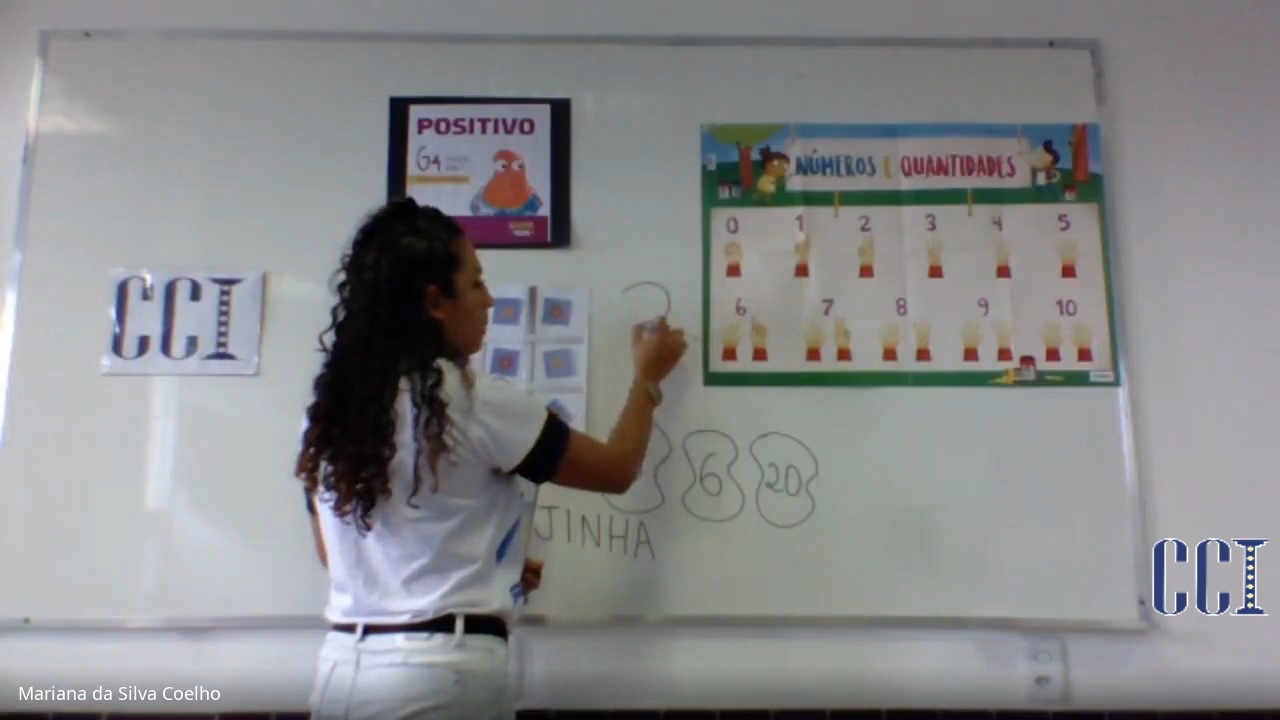 POSITIVO
G4
NÚMEROS E QUANTIDADES
0 1 2 3 4 5
6 7 8 9 10
CCI
6 20
JINHA
CCI
Mariana da Silva Coelho